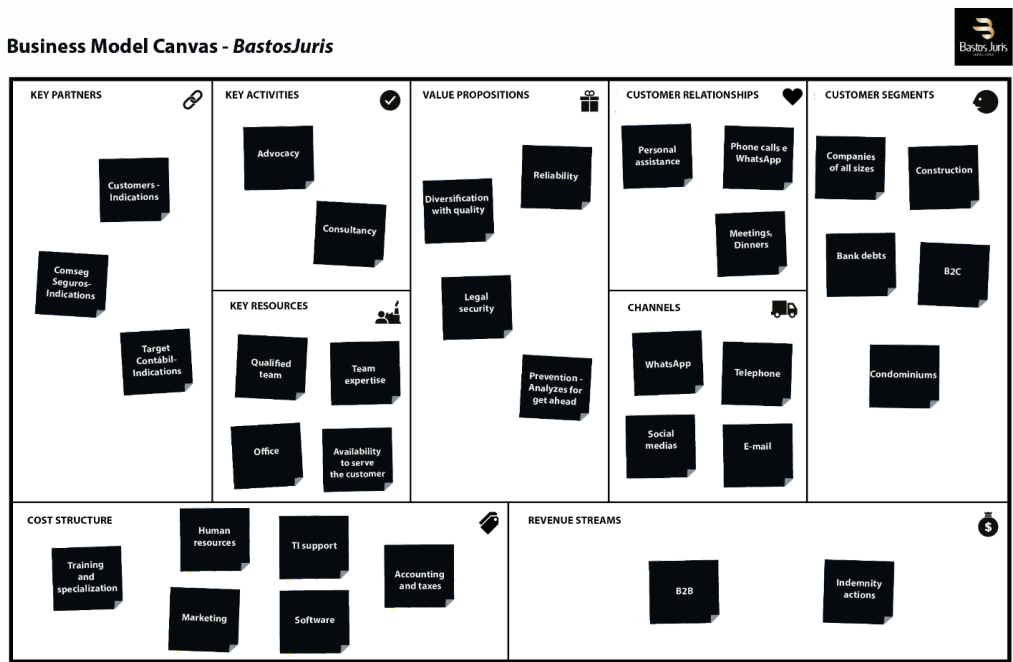 Business Model Canvas - BastosJuris
Bastos Juris
KEY PARTNERS
Customers -
Indications
Comseg
Seguros-
Indications
Target
Contábil-
Indications
KEY ACTIVITIES
Advocacy
Consultancy
KEY RESOURCES
Qualified
team
Team
expertise
Office
Availability
to serve
the customer
VALUE PROPOSITIONS
Reliability
Diversification
with quality
Legal
security
Prevention -
Analyzes for
get ahead
CUSTOMER RELATIONSHIPS
Personal
assistance
Phone calls e
WhatsApp
Meetings,
Dinners
CHANNELS
WhatsApp
Telephone
Social
medias
E-mail
CUSTOMER SEGMENTS
Companies
of all sizes
Construction
Bank debts
B2C
Condominiums
COST STRUCTURE
Training
and
specialization
Human
resources
TI support
Accounting
and taxes
Marketing
Software
REVENUE STREAMS
$
B2B
Indemnity
actions